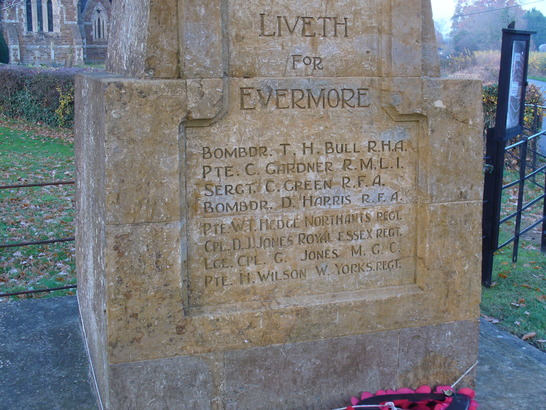 LIVETH
FOR
EVERMORE
BOMBDR. T. H. BULL R.H.A.
PTE. C. GARDNER R.M.L.I.
SERGT. C. GREEN R.F.A.
BOMBDR. D. HARRIS R.F.A.
PTE. W.T. HEDGE NORTHANTS REGT.
CPL. D.J. JONES ROYAL ESSEX REGT.
LCE. CPL. G. JONES M.G.C
PTE. H. WILSON W. YORKS. REGT.